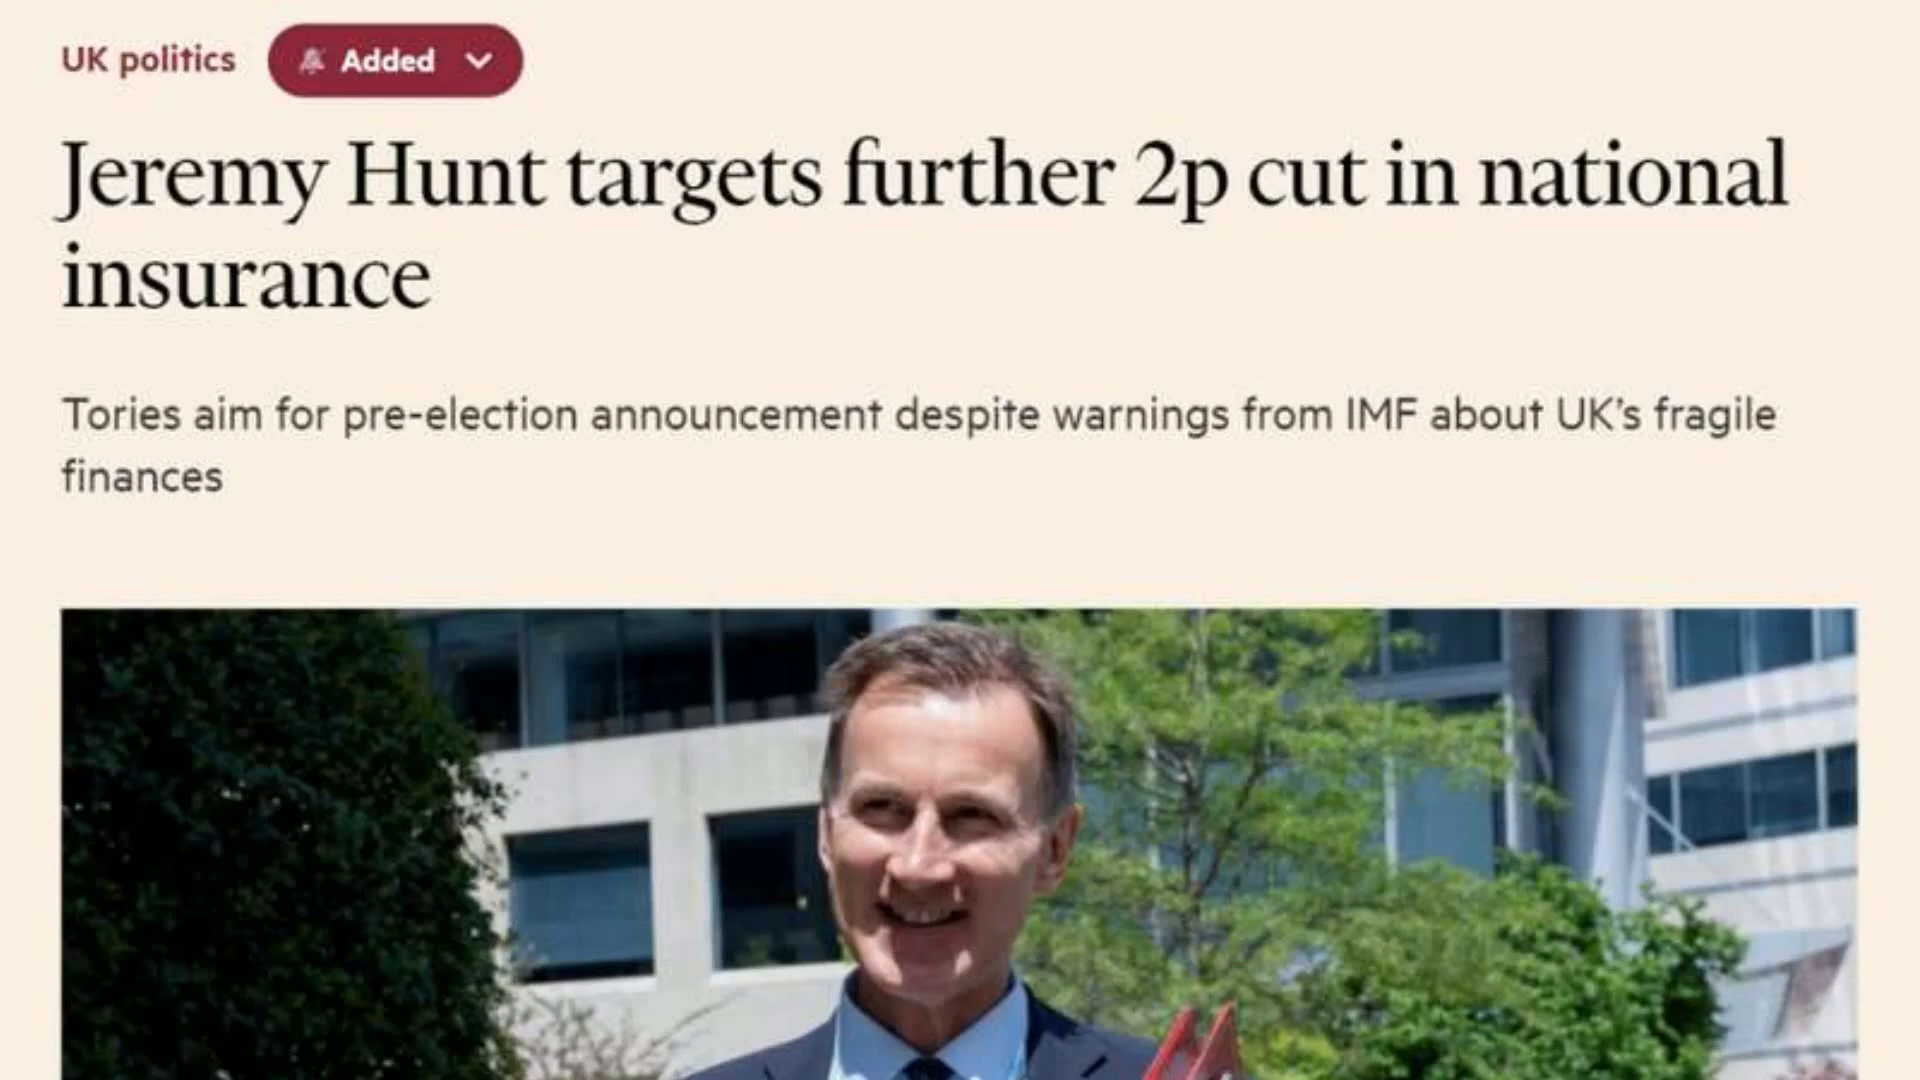 UK politics
Added
Jeremy Hunt targets further 2p cut in national
insurance
Tories aim for pre-election announcement despite warnings from IMF about UK’s fragile
finances